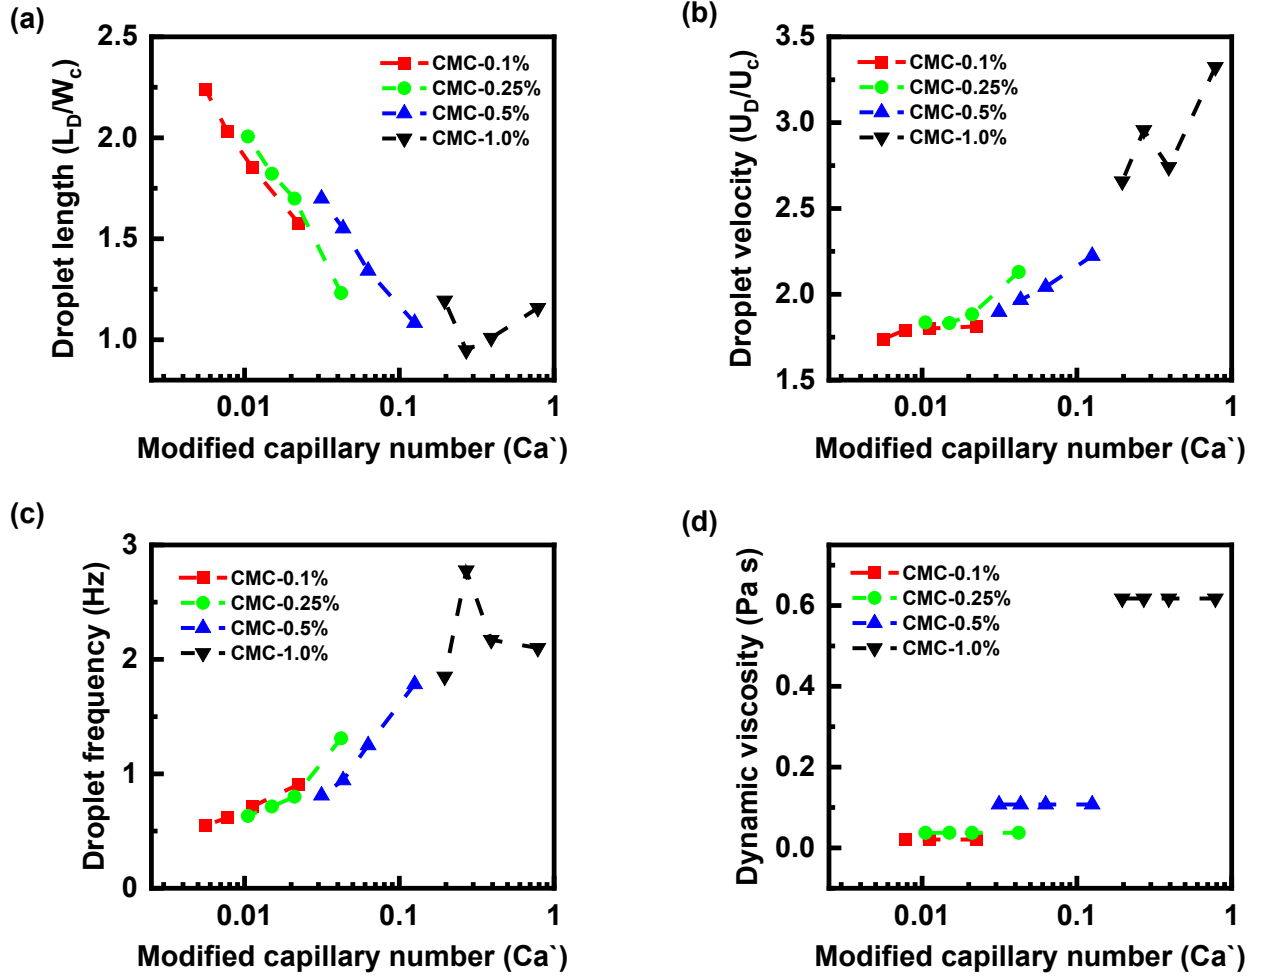 (a)
2.5
2.0
1.5
1.0
Droplet length (L_D/W_c)
CMC-0.1%
CMC-0.25%
CMC-0.5%
CMC-1.0%
0.01 0.1 1
Modified capillary number (Ca`)
(b)
3.5
3.0
2.5
2.0
1.5
Droplet velocity (U_D/U_c)
CMC-0.1%
CMC-0.25%
CMC-0.5%
CMC-1.0%
0.01 0.1 1
Modified capillary number (Ca`)
(c)
3
2
1
0
Droplet frequency (Hz)
CMC-0.1%
CMC-0.25%
CMC-0.5%
CMC-1.0%
0.01 0.1 1
Modified capillary number (Ca`)
(d)
0.6
0.4
0.2
0.0
Dynamic viscosity (Pa s)
CMC-0.1%
CMC-0.25%
CMC-0.5%
CMC-1.0%
0.01 0.1 1
Modified capillary number (Ca`)